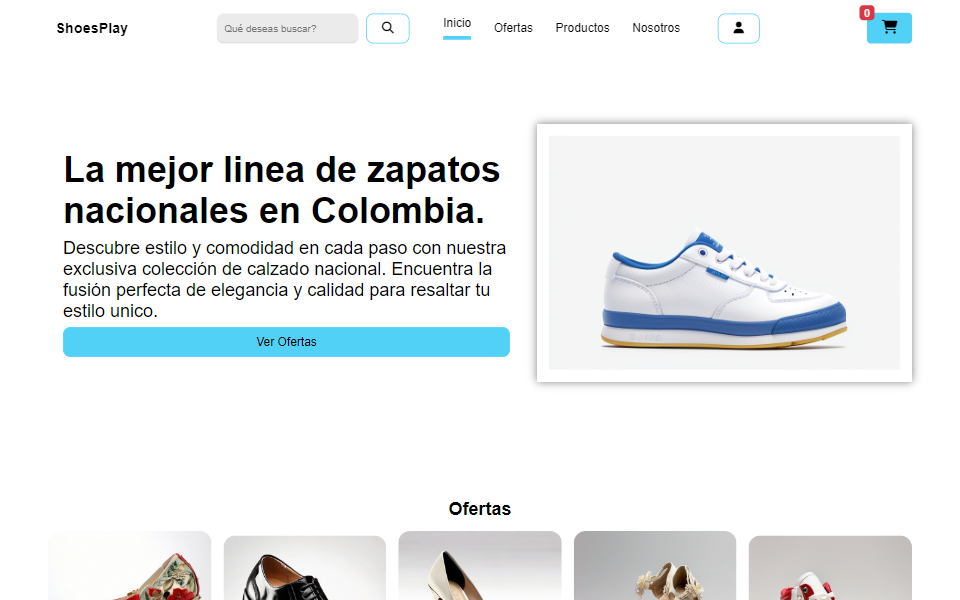 ShoesPlay
Qué deseas buscar?
Inicio
Ofertas
Productos
Nosotros
0
La mejor linea de zapatos
nacionales en Colombia.
Descubre estilo y comodidad en cada paso con nuestra
exclusiva colección de calzado nacional. Encuentra la
fusión perfecta de elegancia y calidad para resaltar tu
estilo unico.
Ver Ofertas
Ofertas